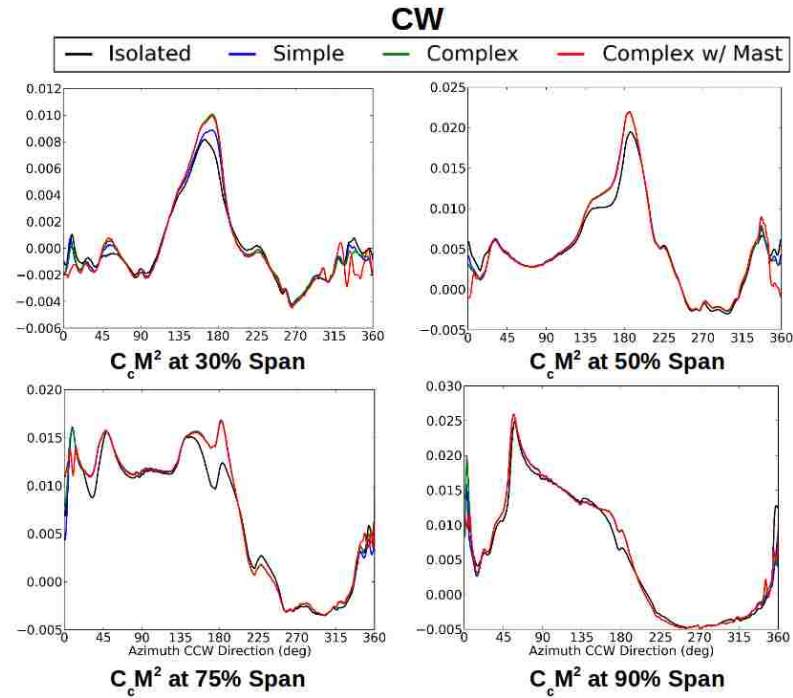 CW
Isolated Simple Complex Complex w/ Mast
0.012
0.010
0.008
0.006
0.004
0.002
0.000
−0.002
−0.004
−0.006
0 45 90 135 180 225 270 315 360
C_cM² at 30% Span
0.025
0.020
0.015
0.010
0.005
0.000
−0.005
0 45 90 135 180 225 270 315 360
C_cM² at 50% Span
0.020
0.015
0.010
0.005
0.000
−0.005
0 45 90 135 180 225 270 315 360
Azimuth CCW Direction (deg)
C_cM² at 75% Span
0.030
0.025
0.020
0.015
0.010
0.005
0.000
−0.005
0 45 90 135 180 225 270 315 360
Azimuth CCW Direction (deg)
C_cM² at 90% Span